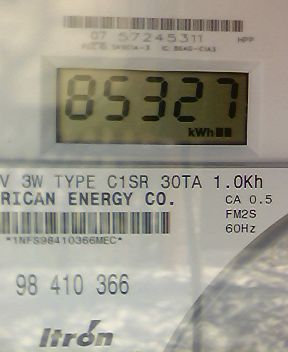 07 57245311 HPP
85327
kWh
V 3W TYPE C1SR 30TA 1.0Kh
RICAN ENERGY CO. CA 0.5
*1NFS98410366MEC* FM2S
60Hz
98 410 366
Itron